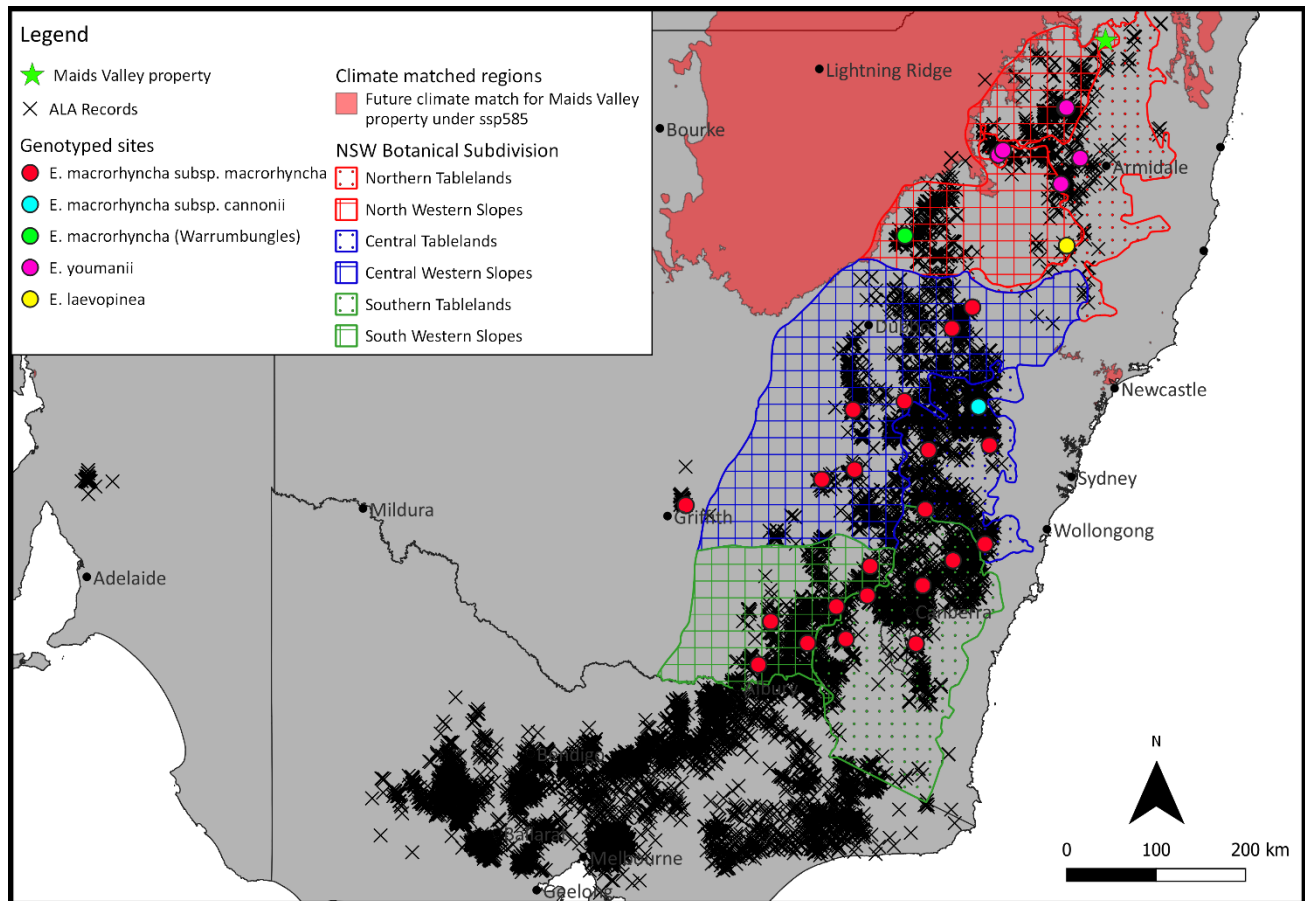 Legend
Maids Valley property
ALA Records
Genotyped sites
E. macrorhyncha subsp. macrorhyncha
E. macrorhyncha subsp. cannonii
E. macrorhyncha (Warrumbungles)
E. youmanii
E. laevopinea
Climate matched regions
Future climate match for Maids Valley
property under ssp585
NSW Botanical Subdivision
Northern Tablelands
North Western Slopes
Central Tablelands
Central Western Slopes
Southern Tablelands
South Western Slopes
Lightning Ridge
Bourke
Armidale
Dubbo
Newcastle
Sydney
Mildura
Griffith
Wollongong
Adelaide
Canberra
Albury
Bendigo
Ballarat
Melbourne
Geelong
N
0 100 200 km